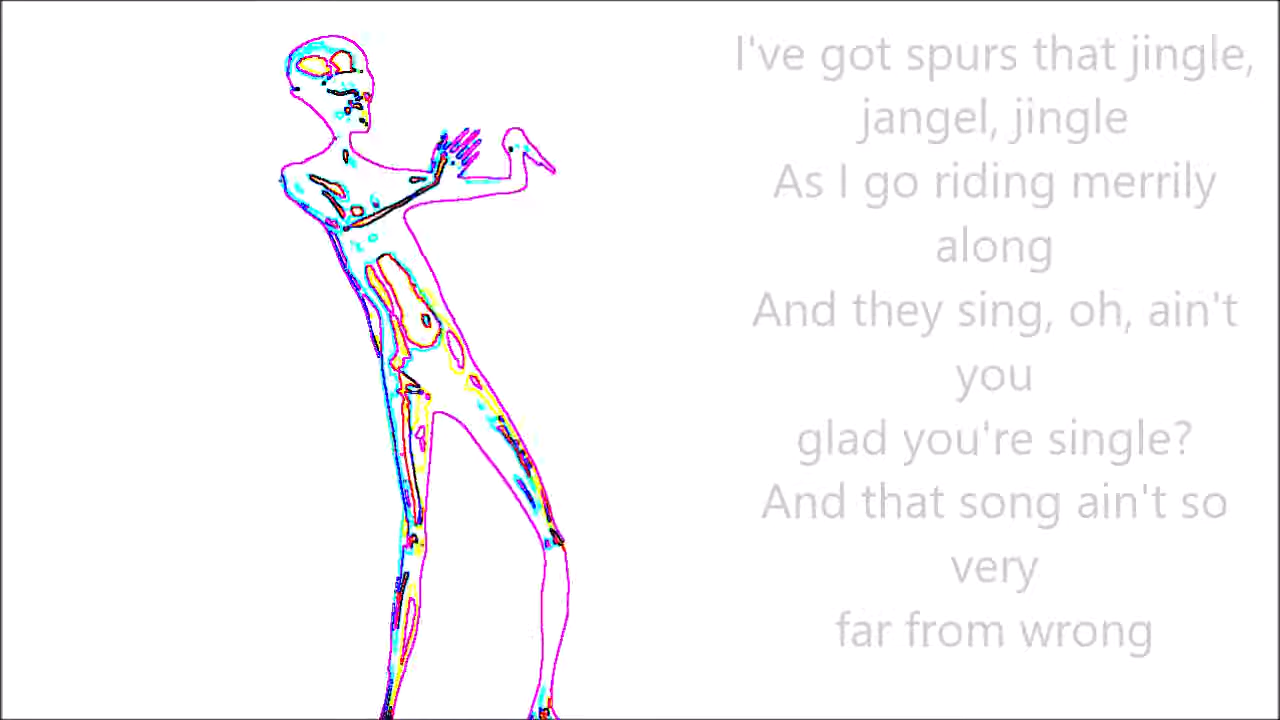 I've got spurs that jingle,
jangel, jingle
As I go riding merrily
along
And they sing, oh, ain't
you
glad you're single?
And that song ain't so
very
far from wrong